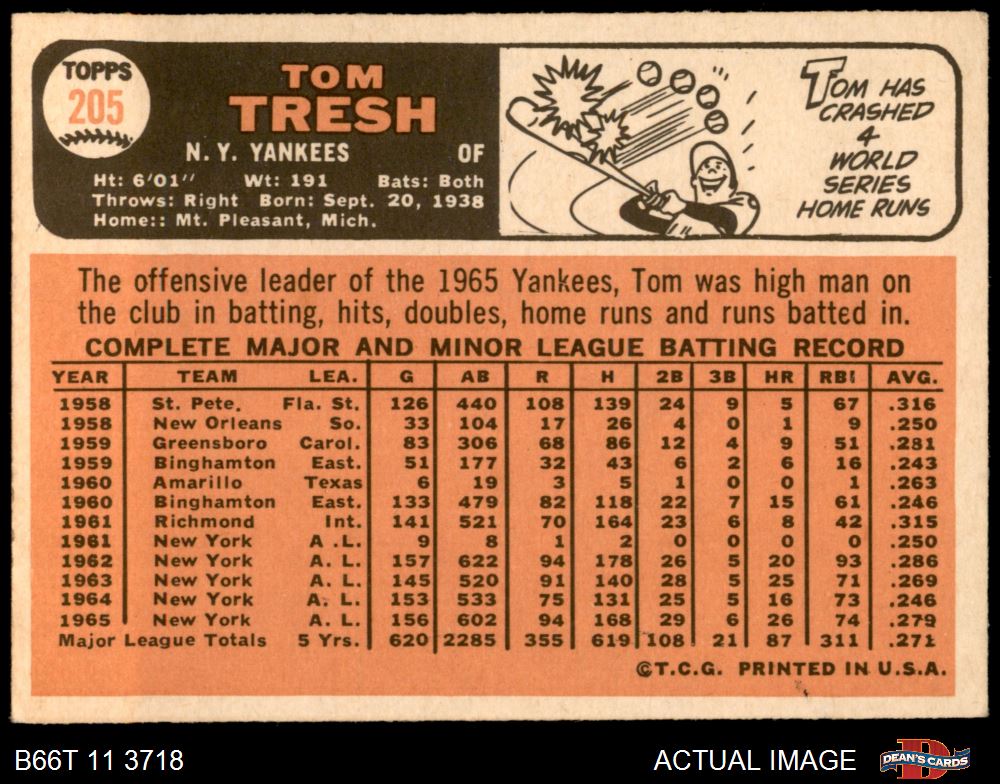 TOPPS
205
TOM
TRESH
N. Y. YANKEES OF
Ht: 6'01" Wt: 191 Bats: Both
Throws: Right Born: Sept. 20, 1938
Home:: Mt. Pleasant, Mich.
TOM HAS
CRASHED
4
WORLD
SERIES
HOME RUNS
The offensive leader of the 1965 Yankees, Tom was high man on
the club in batting, hits, doubles, home runs and runs batted in.
COMPLETE MAJOR AND MINOR LEAGUE BATTING RECORD
YEAR TEAM LEA. G AB R H 2B 3B HR RBI AVG.
1958 St. Pete. Fla. St. 126 440 108 139 24 9 5 67 .316
1958 New Orleans So. 33 104 17 26 4 0 1 9 .250
1959 Greensboro Carol. 83 306 68 86 12 4 9 51 .281
1959 Binghamton East. 51 177 32 43 6 2 6 16 .243
1960 Amarillo Texas 6 19 3 5 1 0 0 1 .263
1960 Binghamton East. 133 479 82 118 22 7 15 61 .246
1961 Richmond Int. 141 521 70 164 23 6 8 42 .315
1961 New York A .L. 9 8 1 2 0 0 0 0 .250
1962 New York A. L. 157 622 94 178 26 5 20 93 .286
1963 New York A. L. 145 520 91 140 28 5 25 71 .269
1964 New York A. L. 153 533 75 131 25 5 16 73 .246
1965 New York A. L. 156 602 94 168 29 6 26 74 .279
Major League Totals 5 Yrs. 620 2285 355 619 108 21 87 311 .271
©T.C.G. PRINTED IN U.S.A.
B66T 11 3718 ACTUAL IMAGE DEAN'S CARDS